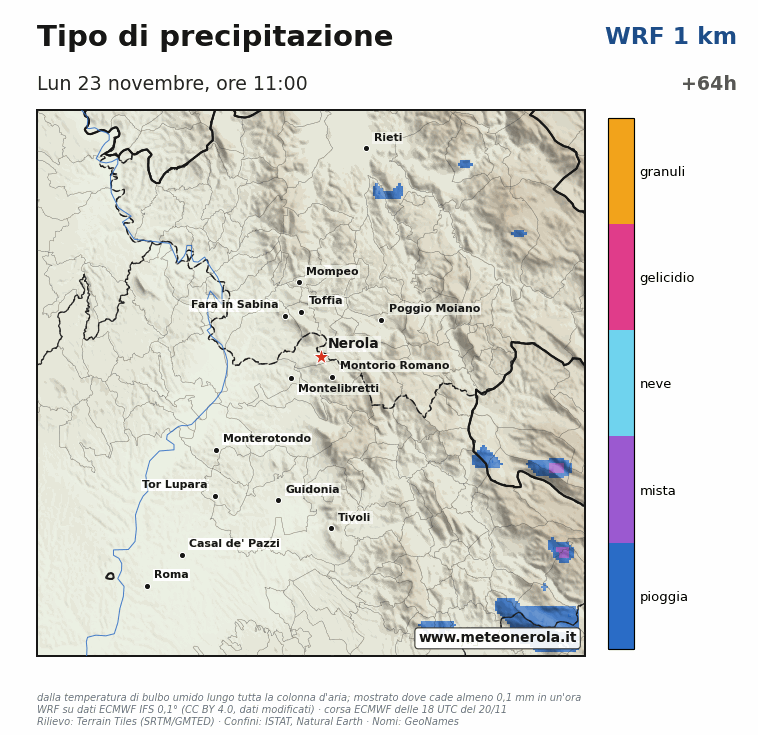 Tipo di precipitazione
WRF 1 km
Lun 23 novembre, ore 11:00
+64h
Rieti
Mompeo
Fara in Sabina
Toffia
Poggio Moiano
Nerola
Montorio Romano
Montelibretti
Monterotondo
Tor Lupara
Guidonia
Tivoli
Casal de' Pazzi
Roma
www.meteonerola.it
granuli
gelicidio
neve
mista
pioggia
dalla temperatura di bulbo umido lungo tutta la colonna d'aria; mostrato dove cade almeno 0,1 mm in un'ora
WRF su dati ECMWF IFS 0,1° (CC BY 4.0, dati modificati) · corsa ECMWF delle 18 UTC del 20/11
Rilievo: Terrain Tiles (SRTM/GMTED) · Confini: ISTAT, Natural Earth · Nomi: GeoNames